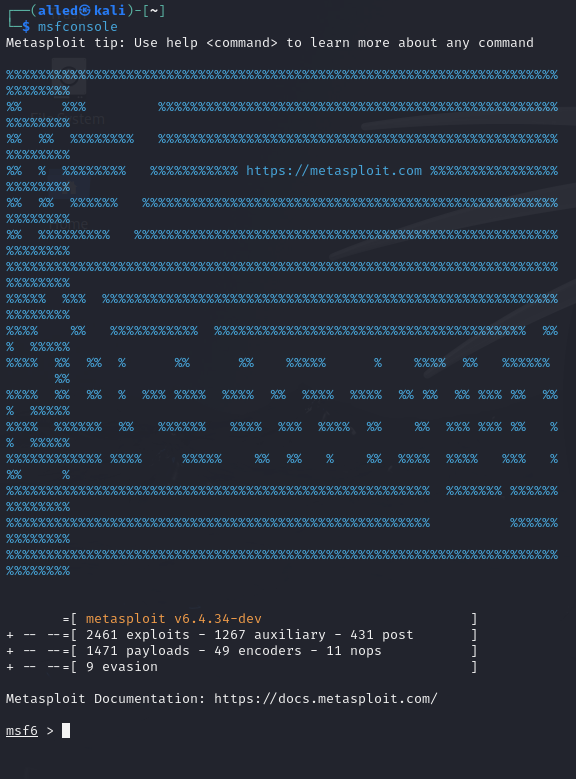 ┌──(alled㉿kali)-[~]
└─$ msfconsole
Metasploit tip: Use help <command> to learn more about any command
%%%%%%%%%%%%%%%%%%%%%%%%%%%%%%%%%%%%%%%%%%%%%%%%%%%%%%%%%%%%%%%%%%%%%
%%%%%%%%
%%     %%%         %%%%%%%%%%%%%%%%%%%%%%%%%%%%%%%%%%%%%%%%%%%%%%%%%%
%%%%%%%%
%%  %%  %%%%%%%%   %%%%%%%%%%%%%%%%%%%%%%%%%%%%%%%%%%%%%%%%%%%%%%%%%%
%%%%%%%%
%%  %  %%%%%%%%   %%%%%%%%%%% https://metasploit.com %%%%%%%%%%%%%%%%
%%%%%%%%
%%  %%  %%%%%%   %%%%%%%%%%%%%%%%%%%%%%%%%%%%%%%%%%%%%%%%%%%%%%%%%%%%
%%%%%%%%
%%  %%%%%%%%%   %%%%%%%%%%%%%%%%%%%%%%%%%%%%%%%%%%%%%%%%%%%%%%%%%%%%%
%%%%%%%%
%%%%%%%%%%%%%%%%%%%%%%%%%%%%%%%%%%%%%%%%%%%%%%%%%%%%%%%%%%%%%%%%%%%%%
%%%%%%%%
%%%%%  %%%  %%%%%%%%%%%%%%%%%%%%%%%%%%%%%%%%%%%%%%%%%%%%%%%%%%%%%%%%%
%%%%%%%%
%%%%    %%   %%%%%%%%%%%  %%%%%%%%%%%%%%%%%%%%%%%%%%%%%%%%%%%%%%%  %%
%  %%%%%
%%%%  %%  %%  %      %%      %%    %%%%%      %    %%%%  %%   %%%%%%
      %%
%%%%  %%  %%  %  %%% %%%%  %%%%  %%  %%%%  %%%%  %% %%  %% %%% %%  %%
%  %%%%%
%%%%  %%%%%%  %%   %%%%%%   %%%%  %%%  %%%%  %%    %%  %%% %%% %%   %
%  %%%%%
%%%%%%%%%%%% %%%%     %%%%%    %%  %%   %    %%  %%%%  %%%%   %%%   %
%%     %
%%%%%%%%%%%%%%%%%%%%%%%%%%%%%%%%%%%%%%%%%%%%%%%%%%%%%  %%%%%%% %%%%%%
%%%%%%%%
%%%%%%%%%%%%%%%%%%%%%%%%%%%%%%%%%%%%%%%%%%%%%%%%%%%%%          %%%%%%
%%%%%%%%
%%%%%%%%%%%%%%%%%%%%%%%%%%%%%%%%%%%%%%%%%%%%%%%%%%%%%%%%%%%%%%%%%%%%%
%%%%%%%%
       =[ metasploit v6.4.34-dev                          ]
+ -- --=[ 2461 exploits - 1267 auxiliary - 431 post       ]
+ -- --=[ 1471 payloads - 49 encoders - 11 nops           ]
+ -- --=[ 9 evasion                                       ]
Metasploit Documentation: https://docs.metasploit.com/
msf6 >